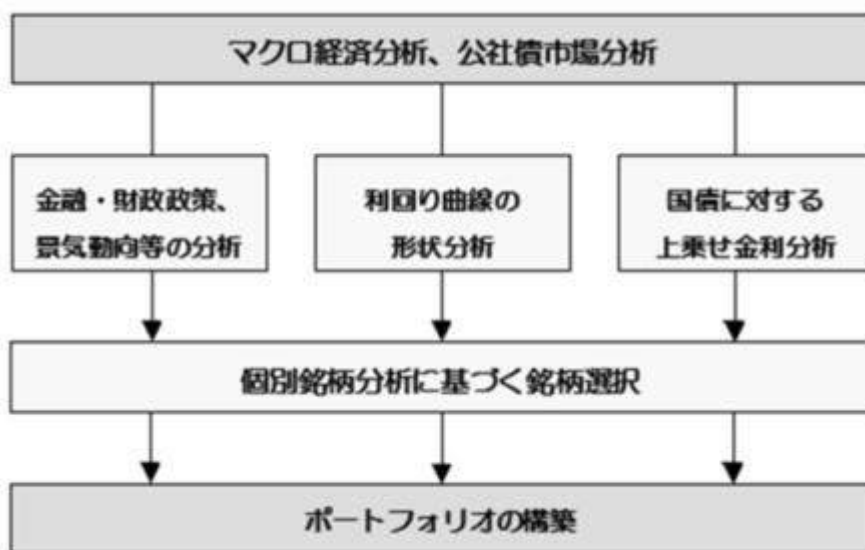 マクロ経済分析、公社債市場分析
金融・財政政策、
景気動向等の分析
利回り曲線の
形状分析
国債に対する
上乗せ金利分析
個別銘柄分析に基づく銘柄選択
ポートフォリオの構築